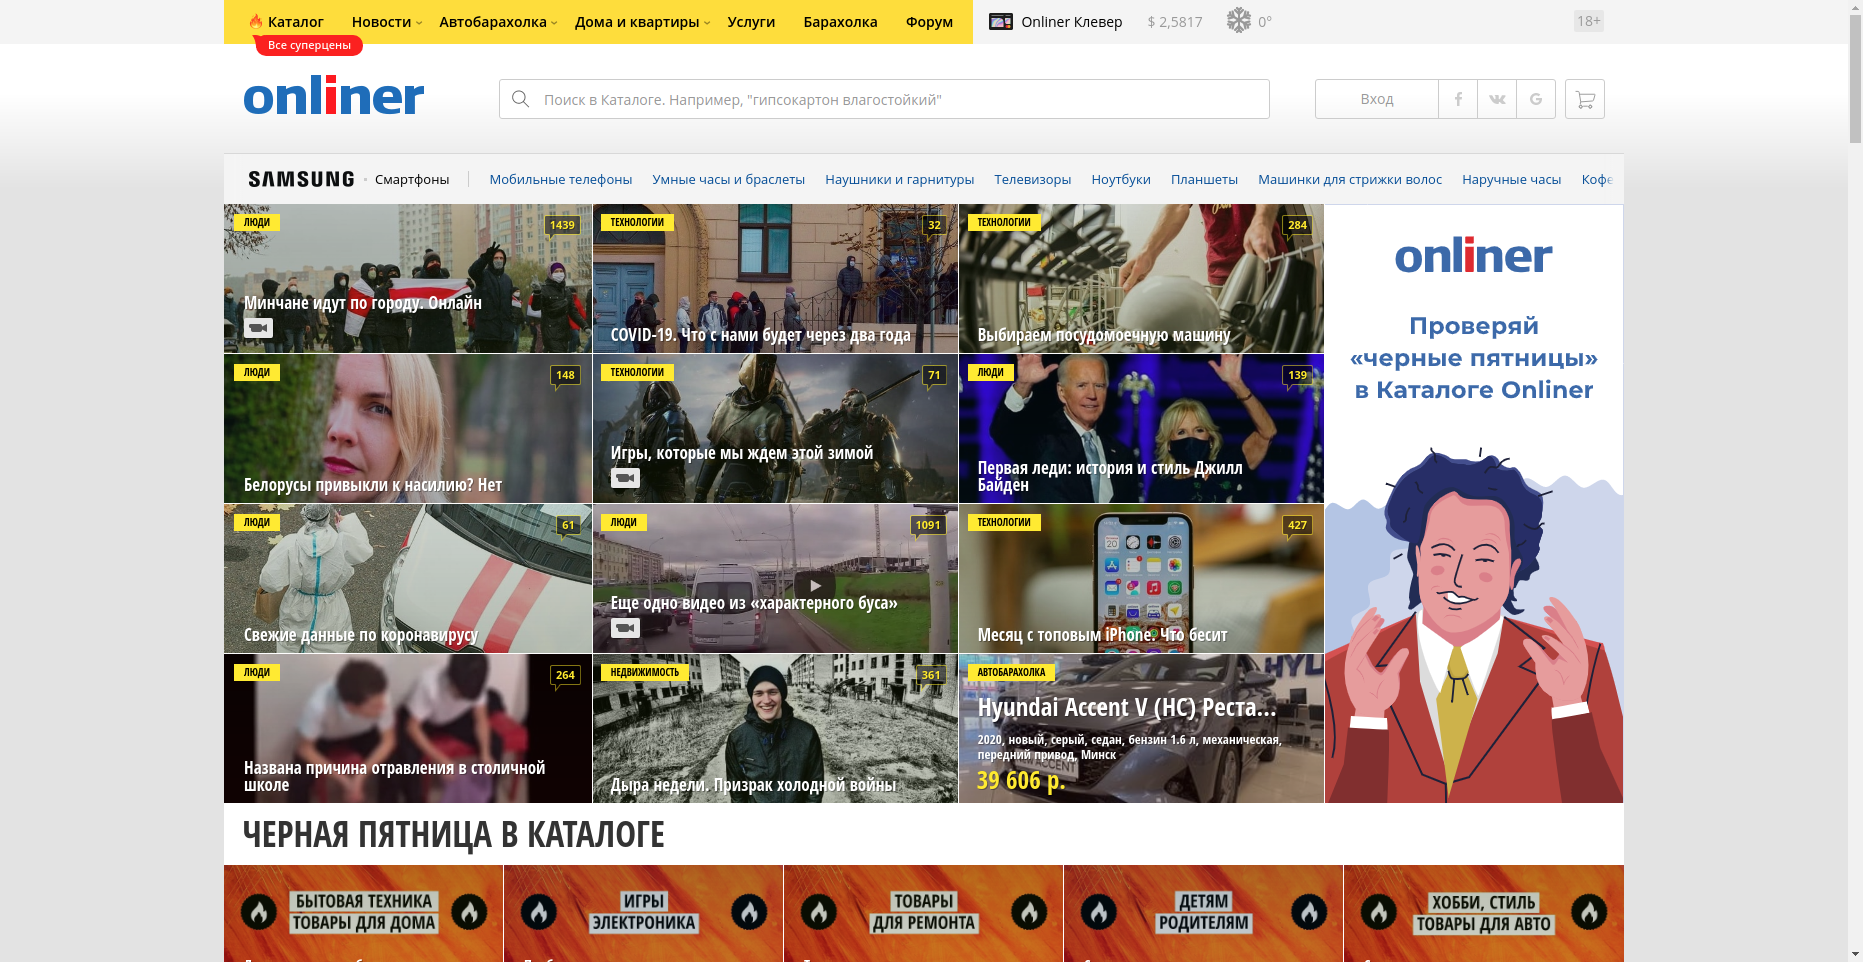 Каталог
Новости
Автобарахолка
Дома и квартиры
Услуги
Барахолка
Форум
Onliner Клевер
$ 2,5817
0°
18+
Все суперцены
onliner
Поиск в Каталоге. Например, "гипсокартон влагостойкий"
Вход
SAMSUNG
Смартфоны
Мобильные телефоны
Умные часы и браслеты
Наушники и гарнитуры
Телевизоры
Ноутбуки
Планшеты
Машинки для стрижки волос
Наручные часы
Кофе
ЛЮДИ
1439
Минчане идут по городу. Онлайн
ТЕХНОЛОГИИ
32
COVID-19. Что с нами будет через два года
ТЕХНОЛОГИИ
284
Выбираем посудомоечную машину
ЛЮДИ
148
Белорусы привыкли к насилию? Нет
ТЕХНОЛОГИИ
71
Игры, которые мы ждем этой зимой
ЛЮДИ
139
Первая леди: история и стиль Джилл
Байден
ЛЮДИ
61
Свежие данные по коронавирусу
ЛЮДИ
1091
Еще одно видео из «характерного буса»
ТЕХНОЛОГИИ
427
Месяц с топовым iPhone. Что бесит
ЛЮДИ
264
Названа причина отравления в столичной
школе
НЕДВИЖИМОСТЬ
361
Дыра недели. Призрак холодной войны
АВТОБАРАХОЛКА
Hyundai Accent V (HC) Реста...
2020, новый, серый, седан, бензин 1.6 л, механическая,
передний привод, Минск
39 606 р.
onliner
Проверяй
«черные пятницы»
в Каталоге Onliner
ЧЕРНАЯ ПЯТНИЦА В КАТАЛОГЕ
БЫТОВАЯ ТЕХНИКА
ТОВАРЫ ДЛЯ ДОМА
ИГРЫ
ЭЛЕКТРОНИКА
ТОВАРЫ
ДЛЯ РЕМОНТА
ДЕТЯМ
РОДИТЕЛЯМ
ХОББИ, СТИЛЬ
ТОВАРЫ ДЛЯ АВТО